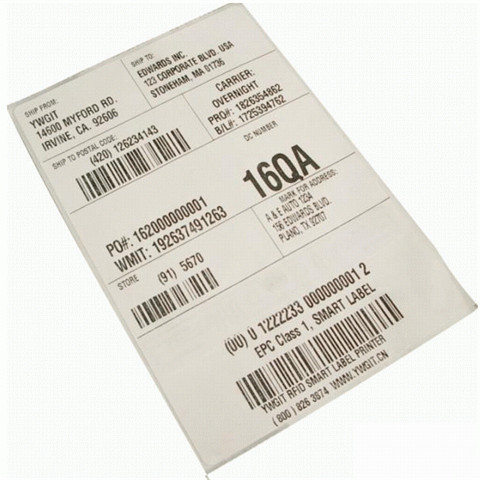 SHIP FROM:
YWGIT
14600 MYFORD RD.
IRVINE, CA. 92606
SHIP TO:
EDWARDS INC.
123 CORPORATE BLVD. USA
STONEHAM, MA 01736
SHIP TO POSTAL CODE:
(420) 126234143
CARRIER:
OVERNIGHT
PRO#: 1826354862
B/L#: 1725394762
DC NUMBER
16QA
PO#: 162000000001
WMIT: 192637491263
MARK FOR ADDRESS:
A & E AUTO 1234
196 EDWARDS BLVD.
PLANO, TX 92707
STORE
(91) 5670
(00) 0 1222233 000000001 2
EPC Class 1, SMART LABEL
YWGIT RFID SMART LABEL PRINTER
(800) 826 3874 WWW.YWGIT.CN